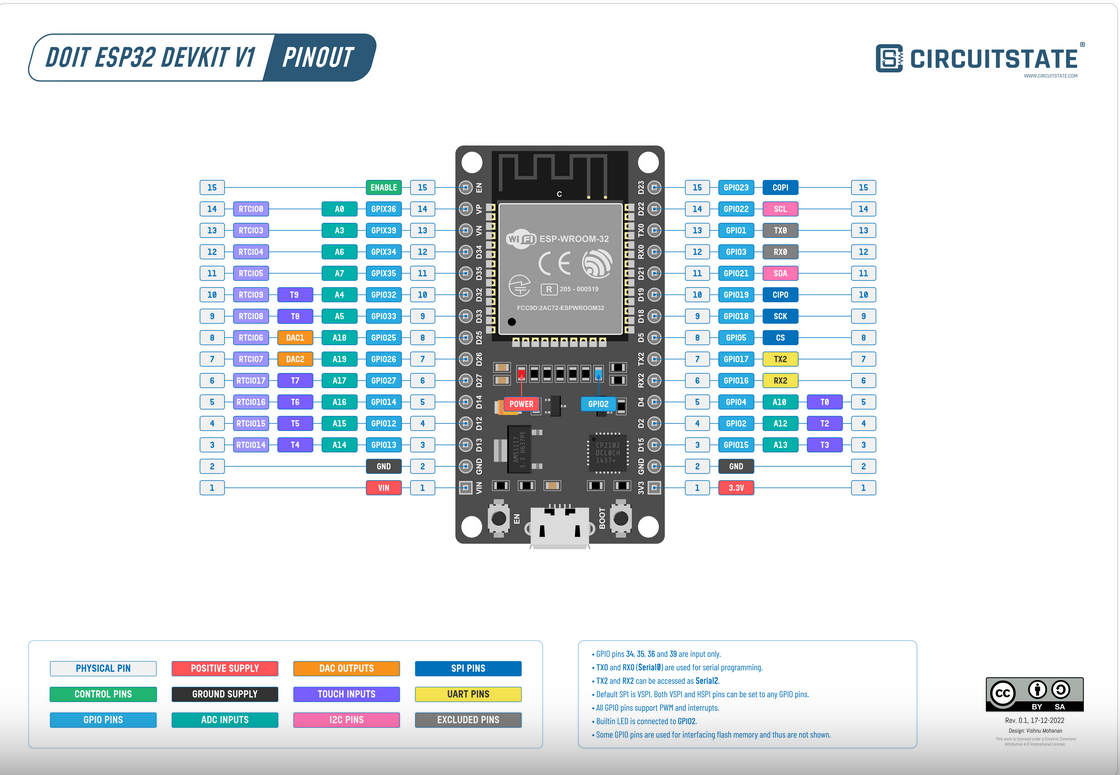 DOIT ESP32 DEVKIT V1 PINOUT
CIRCUITSTATE
WWW.CIRCUITSTATE.COM
15 ENABLE 15 EN D23 15 GPIO23 COPI 15
14 RTCIO0 A0 GPIX36 14 VP D22 14 GPIO22 SCL 14
13 RTCIO3 A3 GPIX39 13 VN TX0 13 GPIO1 TX0 13
12 RTCIO4 A6 GPIX34 12 D34 RX0 12 GPIO3 RX0 12
11 RTCIO5 A7 GPIX35 11 D35 D21 11 GPIO21 SDA 11
10 RTCIO9 T9 A4 GPIO32 10 D32 D19 10 GPIO19 CIPO 10
9 RTCIO8 T8 A5 GPIO33 9 D33 D18 9 GPIO18 SCK 9
8 RTCIO6 DAC1 A18 GPIO25 8 D25 D5 8 GPIO5 CS 8
7 RTCIO7 DAC2 A19 GPIO26 7 D26 TX2 7 GPIO17 TX2 7
6 RTCIO17 T7 A17 GPIO27 6 D27 RX2 6 GPIO16 RX2 6
5 RTCIO16 T6 A16 GPIO14 5 D14 D4 5 GPIO4 A10 T0 5
4 RTCIO15 T5 A15 GPIO12 4 D12 D2 4 GPIO2 A12 T2 4
3 RTCIO14 T4 A14 GPIO13 3 D13 D15 3 GPIO15 A13 T3 3
2 GND 2 GND GND 2 GND 2
1 VIN 1 VIN 3V3 1 3.3V 1
C
WiFi ESP-WROOM-32
CE
R 205 - 000519
FCC9D:2AC72-ESPWROOM32
POWER GPIO2
AMS1117
CP2102
DCL0CH
1437+
EN BOOT
PHYSICAL PIN POSITIVE SUPPLY DAC OUTPUTS SPI PINS
CONTROL PINS GROUND SUPPLY TOUCH INPUTS UART PINS
GPIO PINS ADC INPUTS I2C PINS EXCLUDED PINS
• GPIO pins 34, 35, 36 and 39 are input only.
• TX0 and RX0 (Serial0) are used for serial programming.
• TX2 and RX2 can be accessed as Serial2.
• Default SPI is VSPI. Both VSPI and HSPI pins can be set to any GPIO pins.
• All GPIO pins support PWM and interrupts.
• Builtin LED is connected to GPIO2.
• Some GPIO pins are used for interfacing flash memory and thus are not shown.
CC BY SA
Rev. 0.1, 17-12-2022
Design: Vishnu Mohanan
This work is licensed under a Creative Commons
Attribution 4.0 International License.